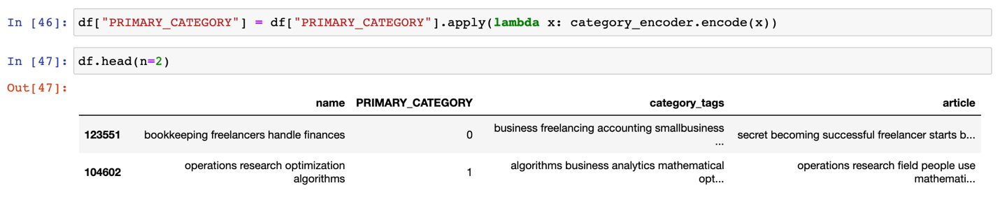 In [46]: df["PRIMARY_CATEGORY"] = df["PRIMARY_CATEGORY"].apply(lambda x: category_encoder.encode(x))
In [47]: df.head(n=2)
Out[47]:
name PRIMARY_CATEGORY category_tags article
123551 bookkeeping freelancers handle finances 0 business freelancing accounting smallbusiness ... secret becoming successful freelancer starts b...
104602 operations research optimization algorithms 1 algorithms business analytics mathematical opt... operations research field people use mathemati...